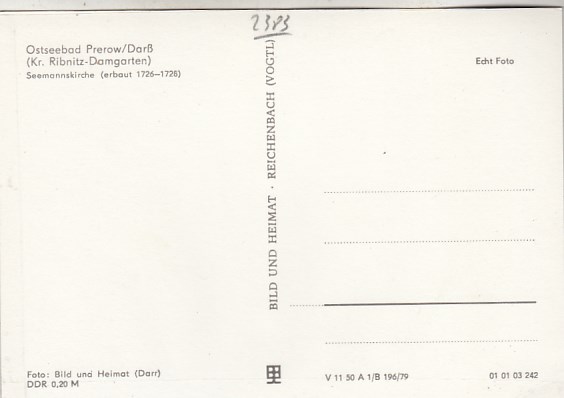 2383
Ostseebad Prerow/Darß
(Kr. Ribnitz-Damgarten)
Seemannskirche (erbaut 1726—1728)
Echt Foto
BILD UND HEIMAT · REICHENBACH (VOGTL)
Foto: Bild und Heimat (Darr)
DDR 0,20 M
V 11 50 A 1/B 196/79
01 01 03 242